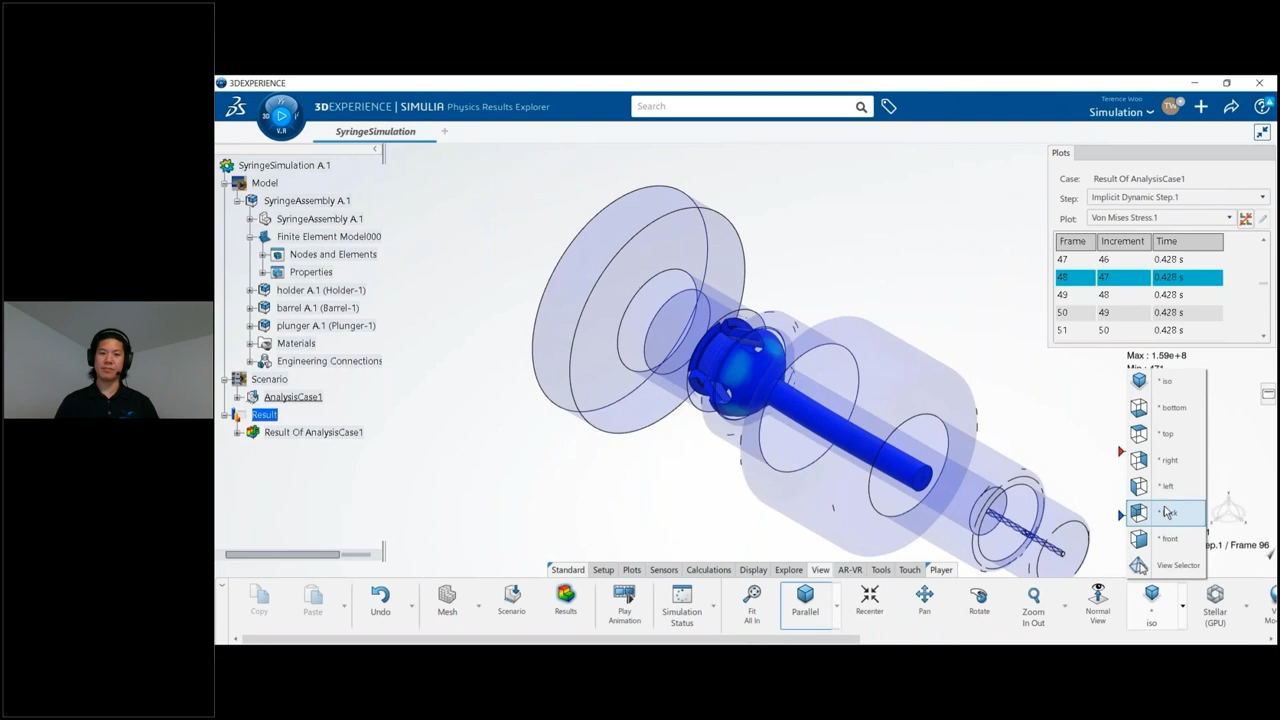 3DEXPERIENCE
3DEXPERIENCE | SIMULIA Physics Results Explorer
Search
Terence Woo
Simulation
TW
3D
V.R
SyringeSimulation
SyringeSimulation A.1
Model
SyringeAssembly A.1
SyringeAssembly A.1
Finite Element Model000
Nodes and Elements
Properties
holder A.1 (Holder-1)
barrel A.1 (Barrel-1)
plunger A.1 (Plunger-1)
Materials
Engineering Connections
Scenario
AnalysisCase1
Result
Result Of AnalysisCase1
Plots
Case: Result Of AnalysisCase1
Step: Implicit Dynamic Step.1
Plot: Von Mises Stress.1
Frame Increment Time
47 46 0.428 s
48 47 0.428 s
49 48 0.428 s
50 49 0.428 s
51 50 0.428 s
Max : 1.59e+8
* iso
* bottom
* top
* right
* left
* front
View Selector
ep.1 / Frame 96
Standard Setup Plots Sensors Calculations Display Explore View AR-VR Tools Touch Player
Copy
Paste
Undo
Mesh
Scenario
Results
Play Animation
Simulation Status
Fit All In
Parallel
Recenter
Pan
Rotate
Zoom In Out
Normal View
* iso
Stellar (GPU)